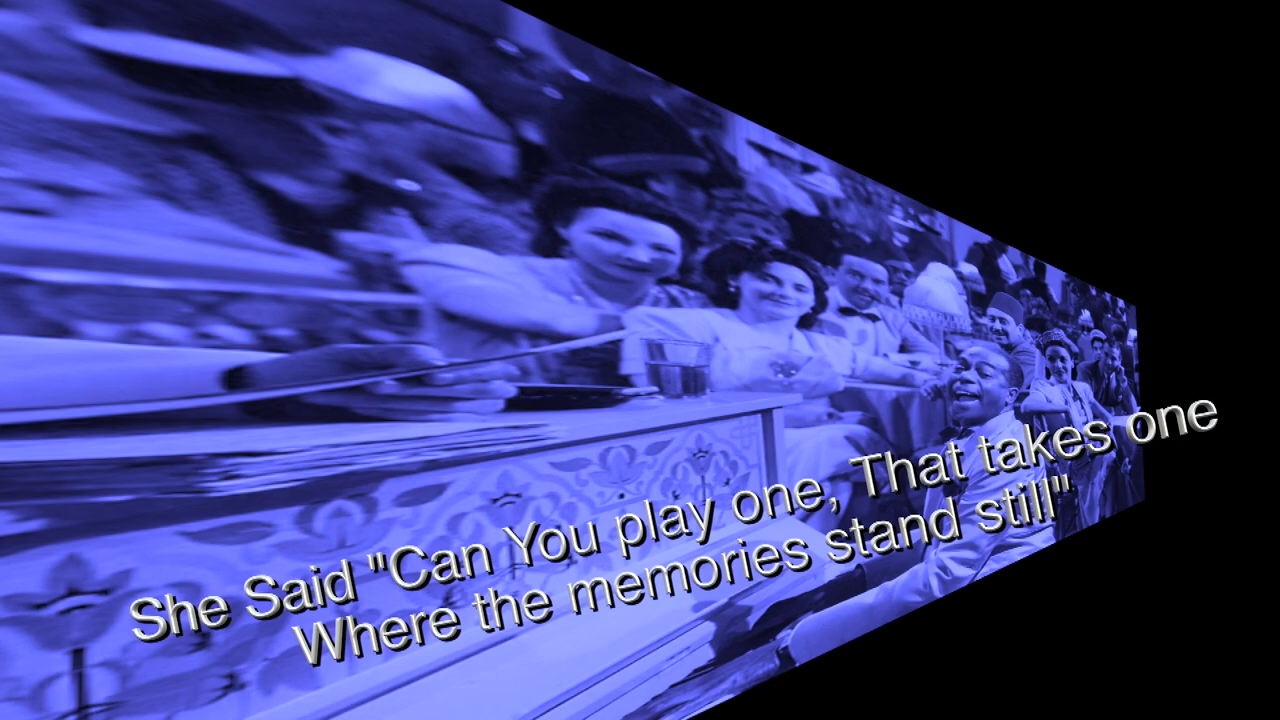 She Said "Can You play one, That takes one
Where the memories stand still"